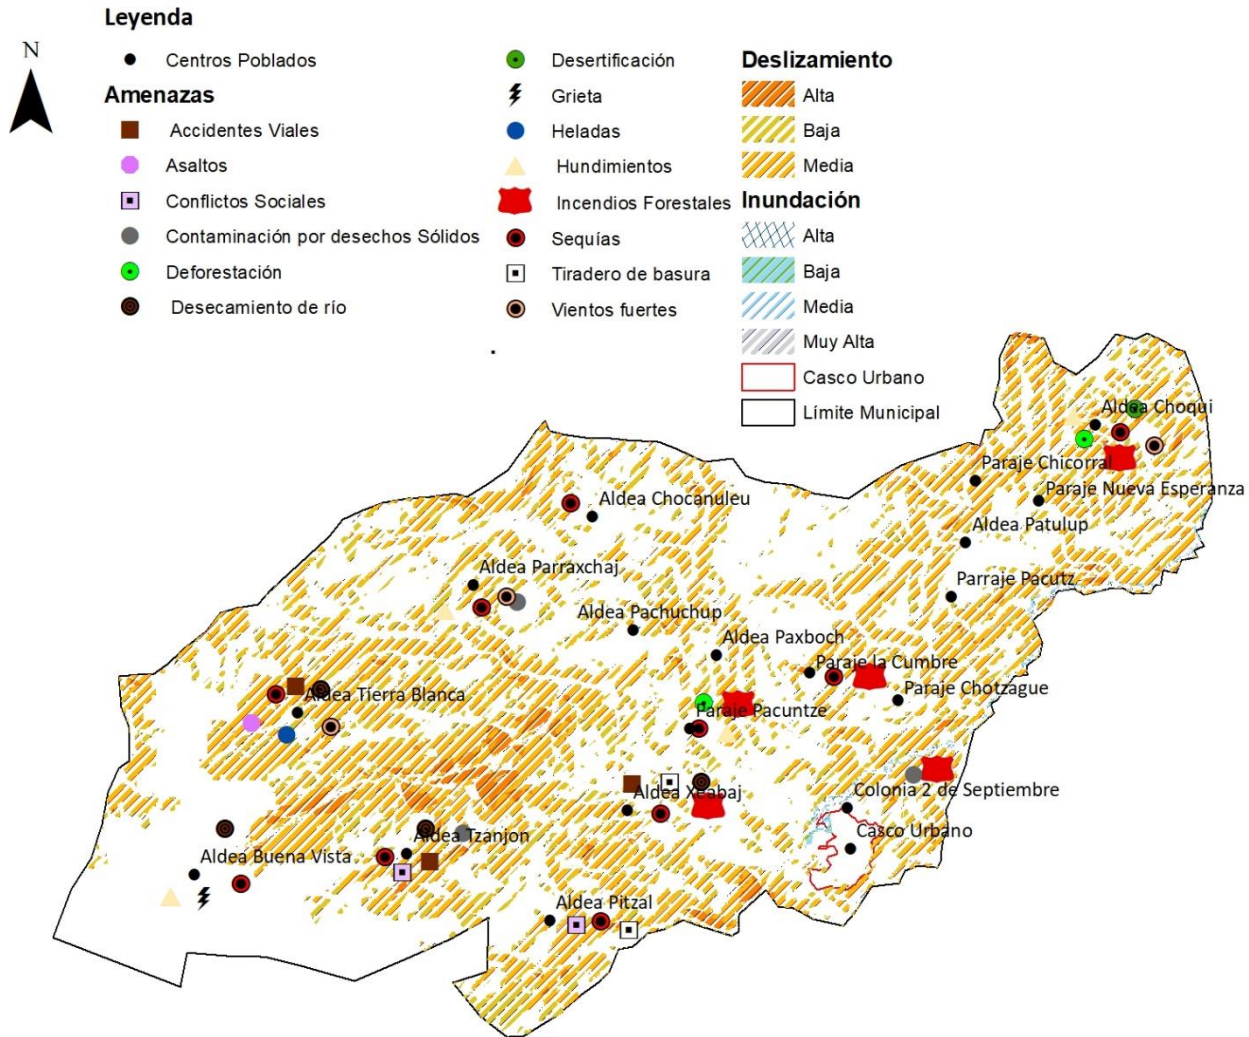 Leyenda
N
Centros Poblados
Amenazas
Accidentes Viales
Asaltos
Conflictos Sociales
Contaminación por desechos Sólidos
Deforestación
Desecamiento de río
Desertificación
Grieta
Heladas
Hundimientos
Incendios Forestales
Sequías
Tiradero de basura
Vientos fuertes
Deslizamiento
Alta
Baja
Media
Inundación
Alta
Baja
Media
Muy Alta
Casco Urbano
Límite Municipal
Aldea Choqui
Paraje Chicorral
Paraje Nueva Esperanza
Aldea Chocanuleu
Aldea Patulup
Aldea Parraxchaj
Parraje Pacutz
Aldea Pachuchup
Aldea Paxboch
Paraje la Cumbre
Aldea Tierra Blanca
Paraje Chotzague
Paraje Pacuntze
Colonia 2 de Septiembre
Aldea Xeabaj
Casco Urbano
Aldea Tzanjon
Aldea Buena Vista
Aldea Pitzal